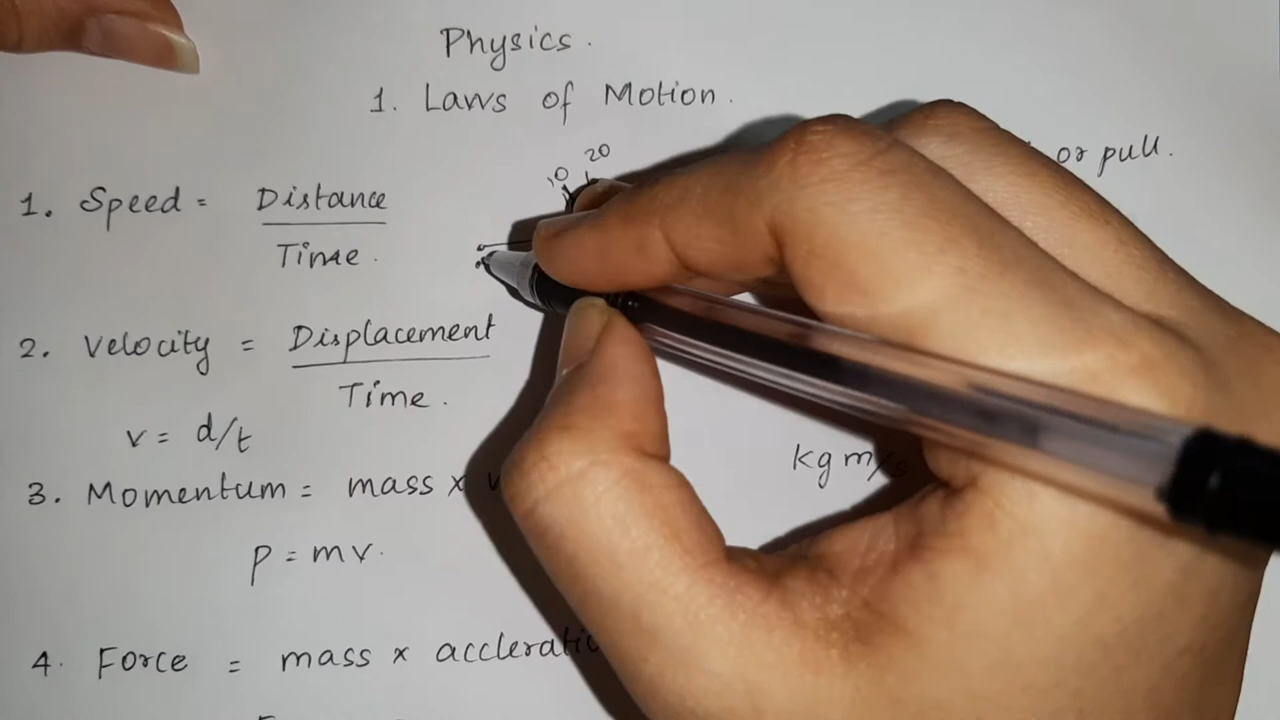 Physics.
1. Laws of Motion.
10 20
or pull.
1. Speed = Distance
Time.
2. Velocity = Displacement
Time.
v = d/t
kg m/s
3. Momentum = mass x
p = mv.
4. Force = mass x acclerati